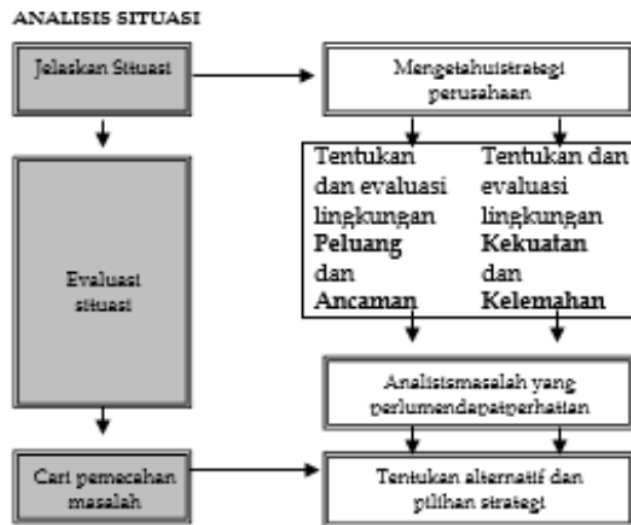 ANALISIS SITUASI
Jelaskan Situasi
Mengetahuistrategi
perusahaan
Tentukan
dan evaluasi
lingkungan
Peluang
dan
Ancaman
Tentukan dan
evaluasi
lingkungan
Kekuatan
dan
Kelemahan
Evaluasi
situasi
Analisismasalah yang
perlumendapatperhatian
Cari pemecahan
masalah
Tentukan alternatif dan
pilihan strategi